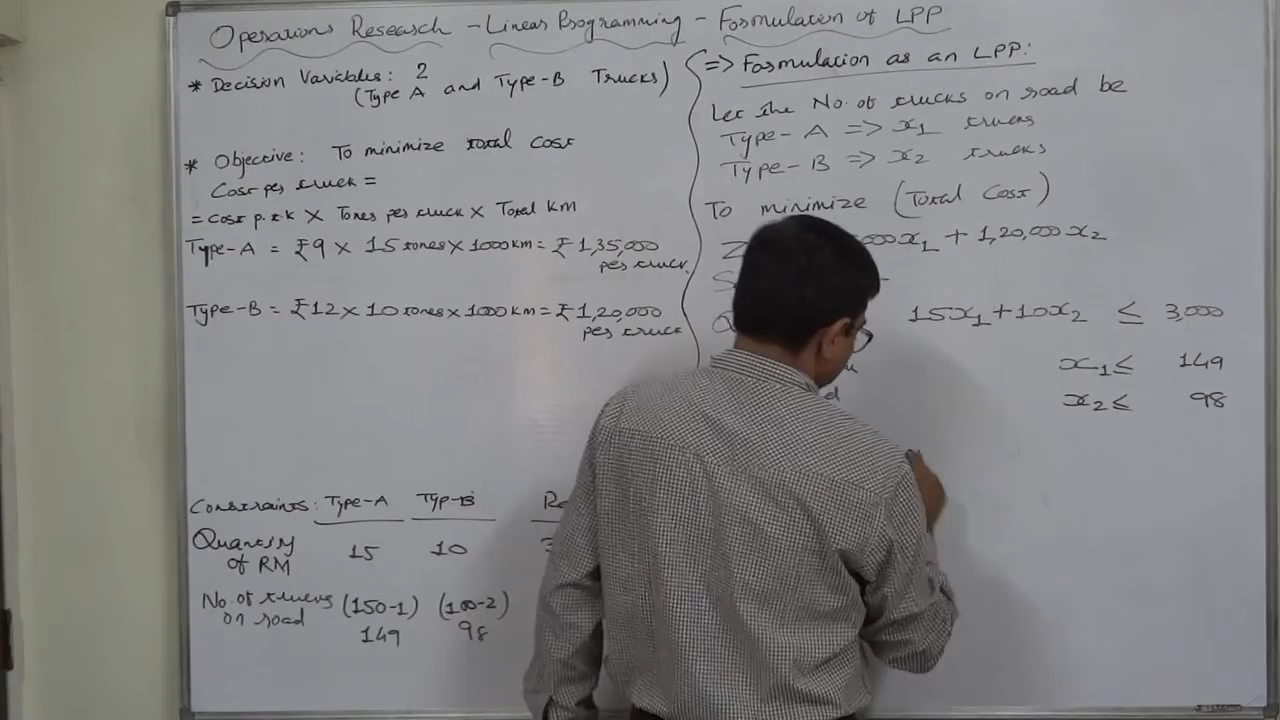 Operations Research - Linear Programming - Formulation of LPP
* Decision Variables: 2
(Type A and Type-B Trucks)
* Objective: To minimize total cost
Cost per truck =
= cost p.t.k × Tones per truck × Total KM
Type-A = ₹9 × 15 tones × 1000 km = ₹1,35,000
per truck.
Type-B = ₹12 × 10 tones × 1000 KM = ₹1,20,000
per truck
Constraints: Type-A Typ-B
Quantity 15 10
of RM
No. of trucks (150-1) (100-2)
on road 149 98
=> Formulation as an LPP:
Let the No. of trucks on road be
Type-A => x1 trucks
Type-B => x2 trucks
To minimize (Total Cost)
Z 000x1 + 1,20,000x2
15x1+10x2 ≤ 3,000
x1 ≤ 149
x2 ≤ 98